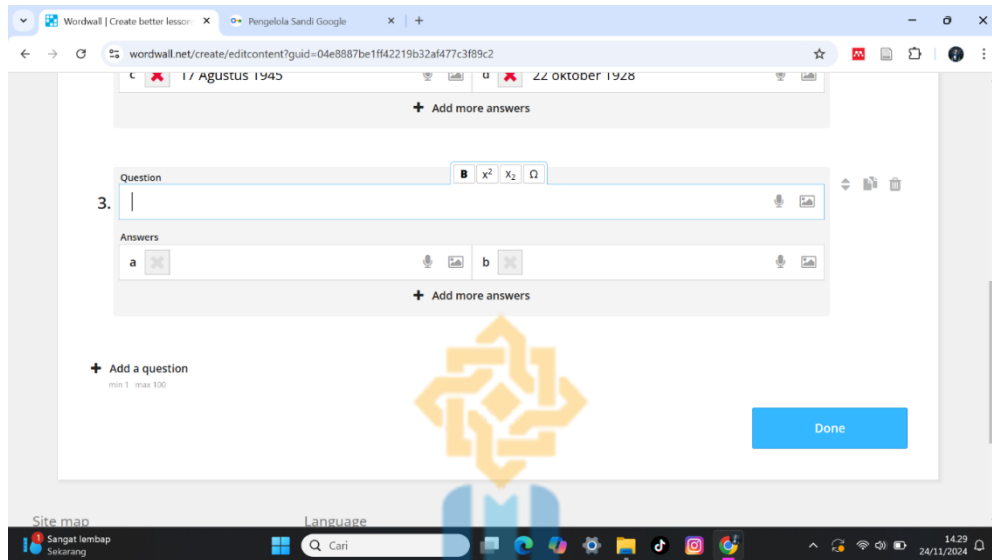 Wordwall | Create better lesson
Pengelola Sandi Google
wordwall.net/create/editcontent?guid=04e8887be1ff42219b32af477c3f89c2
c 17 Agustus 1945
d 22 oktober 1928
+ Add more answers
Question
B x² X₂ Ω
3.
Answers
a b
+ Add more answers
+ Add a question
min 1 max 100
Done
Site map Language
1 Sangat lembap
Sekarang
Cari
14.29
24/11/2024